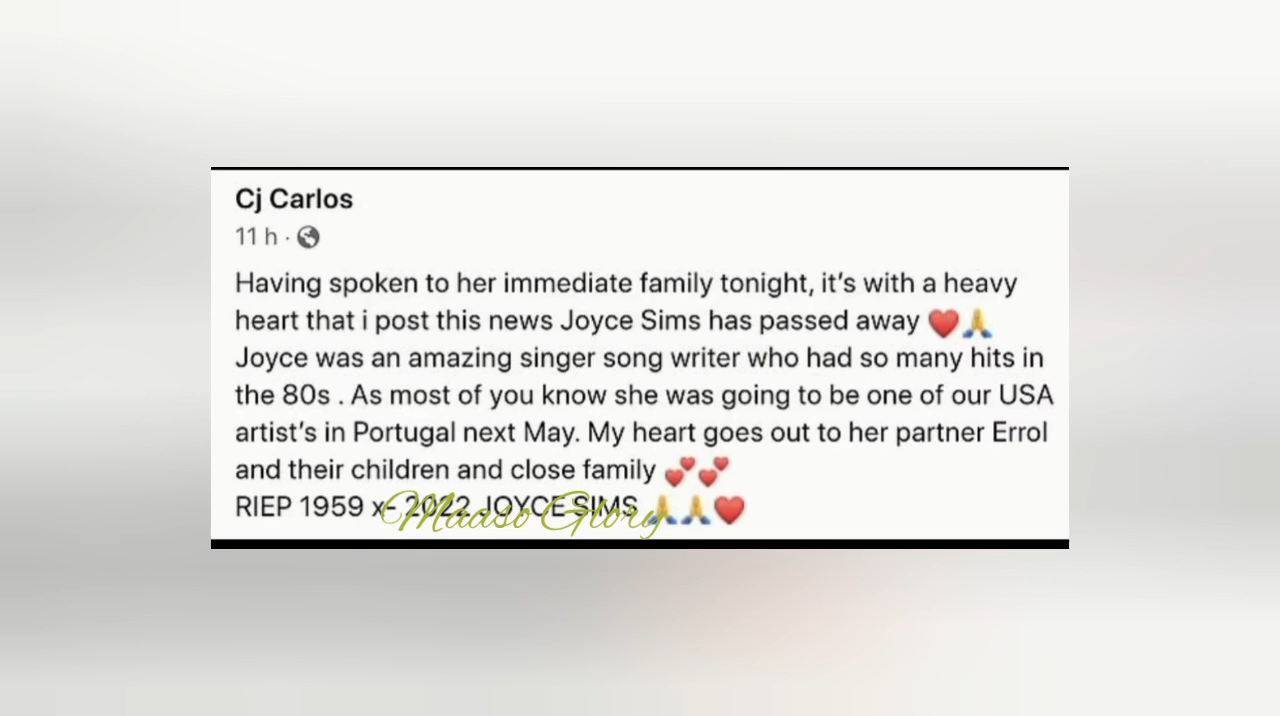 Cj Carlos
11 h ·
Having spoken to her immediate family tonight, it's with a heavy
heart that i post this news Joyce Sims has passed away ❤️🙏
Joyce was an amazing singer song writer who had so many hits in
the 80s . As most of you know she was going to be one of our USA
artist's in Portugal next May. My heart goes out to her partner Errol
and their children and close family 💕💕
RIEP 1959 x- 2022 JOYCE SIMS 🙏🙏❤️
Maaso Glory